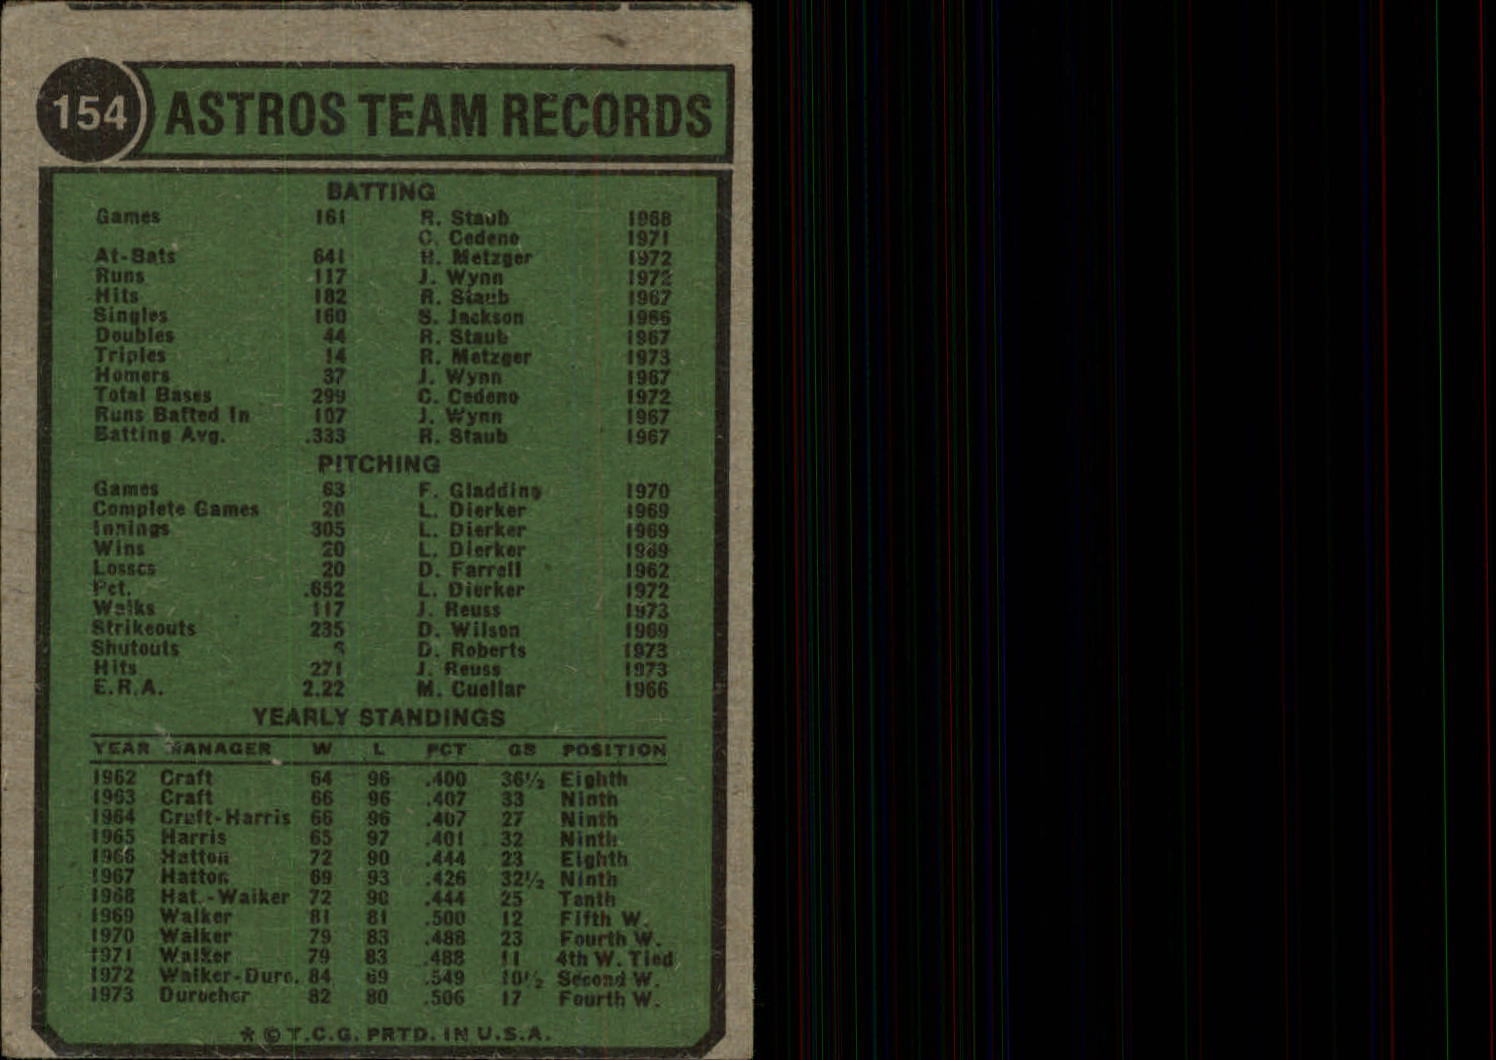 154 ASTROS TEAM RECORDS
BATTING
Games 161 R. Staub 1968
C. Cedeno 1971
At-Bats 641 R. Metzger 1972
Runs 117 J. Wynn 1972
Hits 182 R. Staub 1967
Singles 160 S. Jackson 1966
Doubles 44 R. Staub 1967
Triples 14 R. Metzger 1973
Homers 37 J. Wynn 1967
Total Bases 299 C. Cedeno 1972
Runs Batted In 107 J. Wynn 1967
Batting Avg. .333 R. Staub 1967
PITCHING
Games 63 F. Gladding 1970
Complete Games 20 L. Dierker 1969
Innings 305 L. Dierker 1969
Wins 20 L. Dierker 1969
Losses 20 D. Farrell 1962
Pct. .652 L. Dierker 1972
Walks 117 J. Reuss 1973
Strikeouts 235 D. Wilson 1969
Shutouts D. Roberts 1973
Hits 271 J. Reuss 1973
E.R.A. 2.22 M. Cuellar 1966
YEARLY STANDINGS
YEAR MANAGER W L PCT GB POSITION
1962 Craft 64 96 .400 36½ Eighth
1963 Craft 66 96 .407 33 Ninth
1964 Craft-Harris 66 96 .407 27 Ninth
1965 Harris 65 97 .401 32 Ninth
1966 Hatton 72 90 .444 23 Eighth
1967 Hatton 69 93 .426 32½ Ninth
1968 Hat.-Walker 72 90 .444 25 Tenth
1969 Walker 81 81 .500 12 Fifth W.
1970 Walker 79 83 .488 23 Fourth W.
1971 Walker 79 83 .488 11 4th W. Tied
1972 Walker-Duro. 84 69 .549 10½ Second W.
1973 Durocher 82 80 .506 17 Fourth W.
* © T.C.G. PRTD. IN U.S.A.